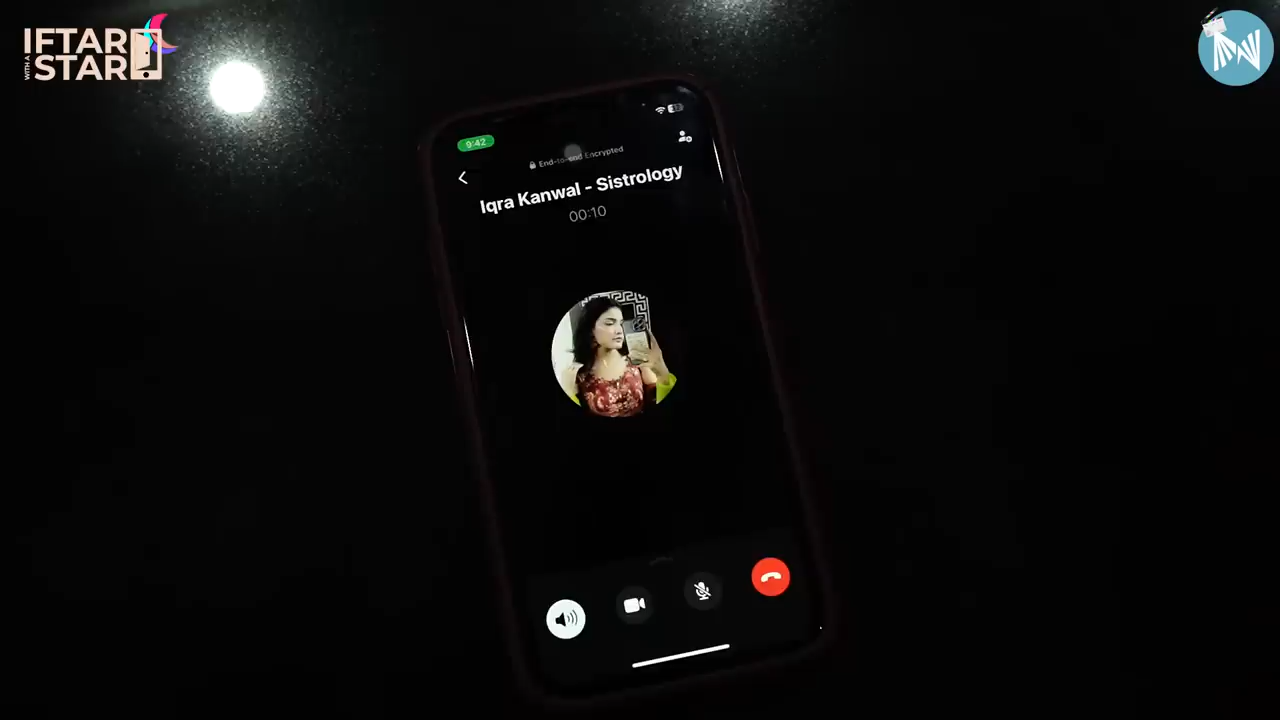 IFTAR
WITH A
STAR
9:42
End-to-end Encrypted
Iqra Kanwal - Sistrology
00:10